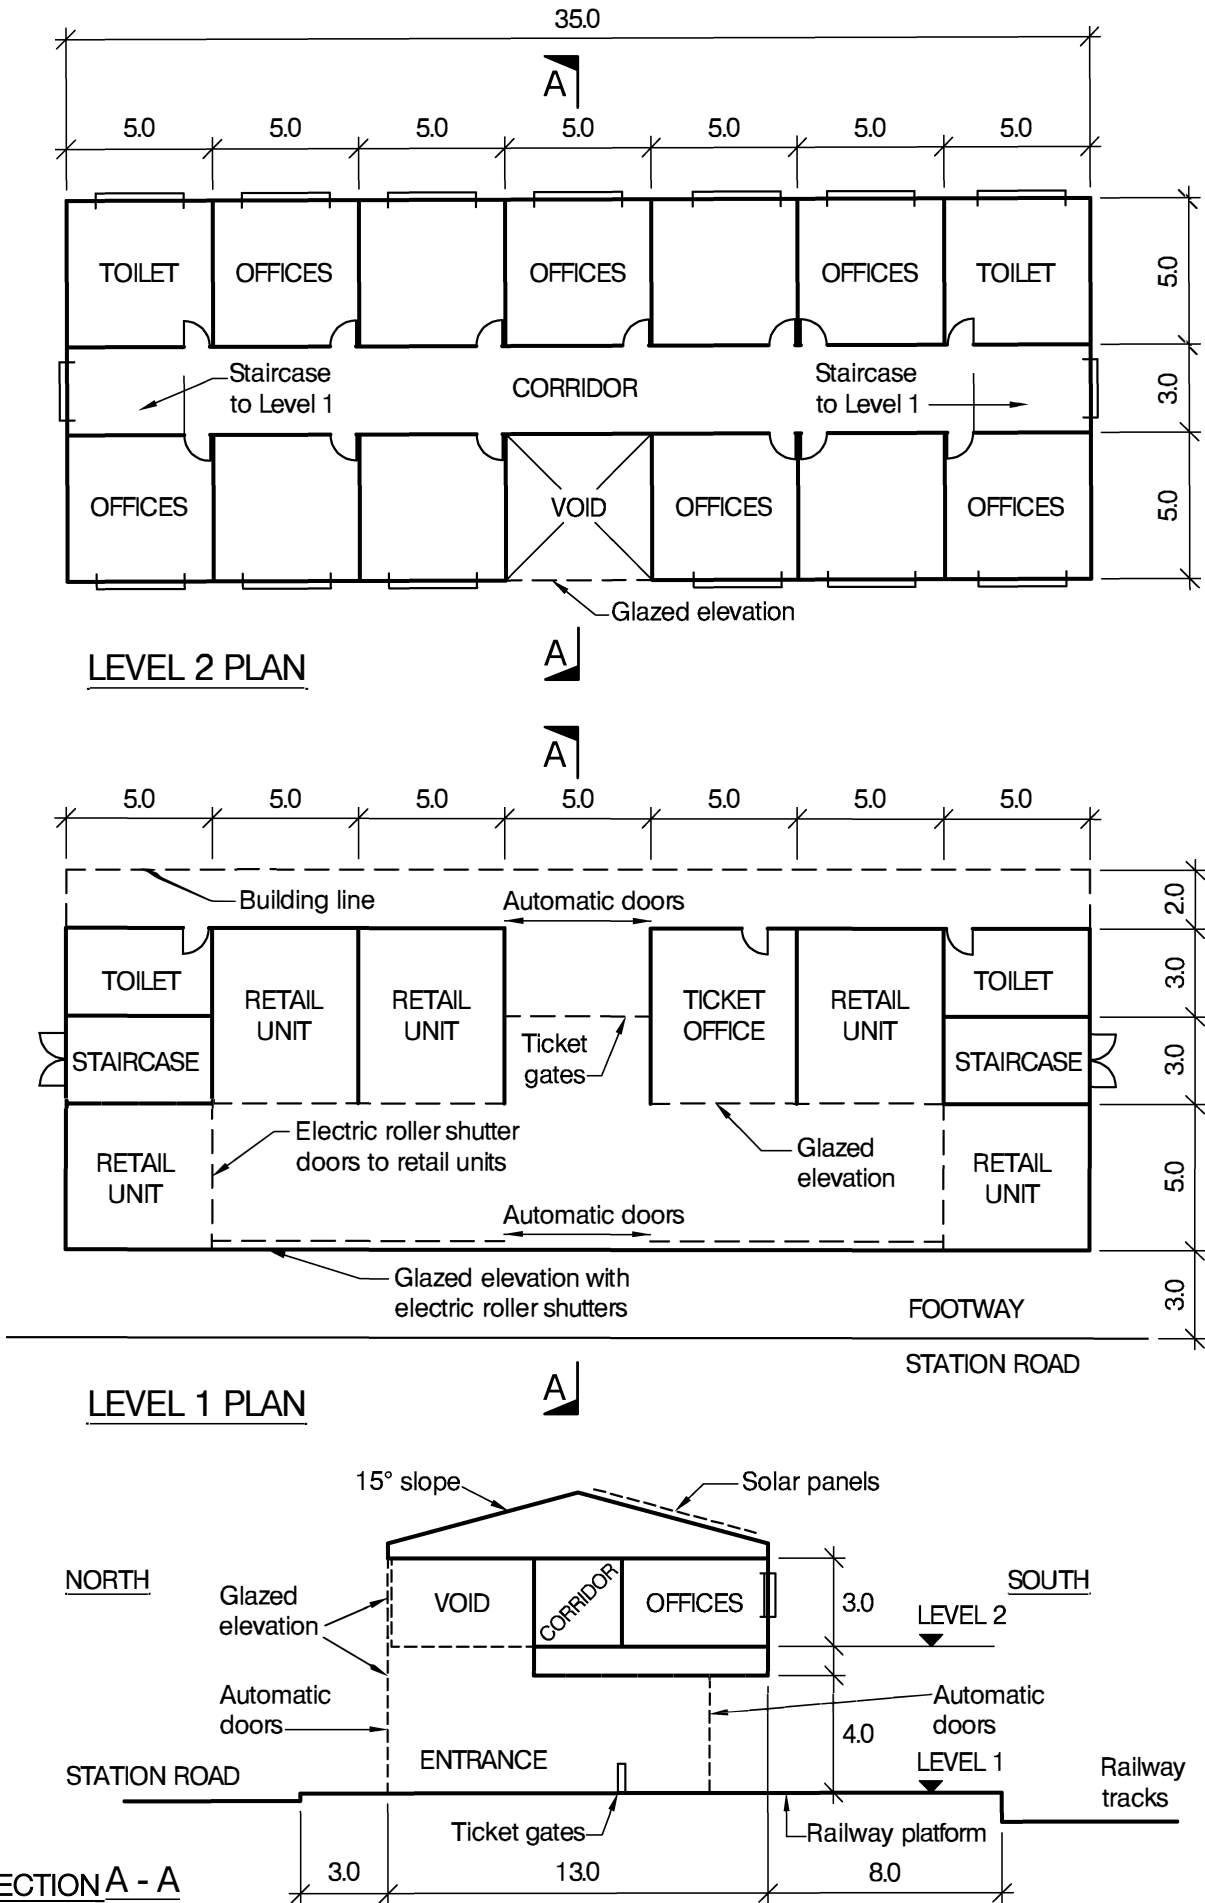 35.0
A
5.0 5.0 5.0 5.0 5.0 5.0 5.0
TOILET OFFICES OFFICES OFFICES TOILET
5.0
Staircase
to Level 1
CORRIDOR
Staircase
to Level 1
3.0
OFFICES VOID OFFICES OFFICES
5.0
Glazed elevation
A
LEVEL 2 PLAN
A
5.0 5.0 5.0 5.0 5.0 5.0 5.0
Building line
Automatic doors
2.0
TOILET
RETAIL
UNIT
RETAIL
UNIT
TICKET
OFFICE
RETAIL
UNIT
TOILET
3.0
Ticket
gates
STAIRCASE
STAIRCASE
3.0
Electric roller shutter
doors to retail units
Glazed
elevation
RETAIL
UNIT
RETAIL
UNIT
5.0
Automatic doors
Glazed elevation with
electric roller shutters
FOOTWAY
3.0
STATION ROAD
A
LEVEL 1 PLAN
15° slope
Solar panels
NORTH
SOUTH
Glazed
elevation
VOID
CORRIDOR
OFFICES
3.0
LEVEL 2
Automatic
doors
Automatic
doors
4.0
ENTRANCE
LEVEL 1
STATION ROAD
Railway
tracks
Ticket gates
Railway platform
3.0 13.0 8.0
ECTION A - A